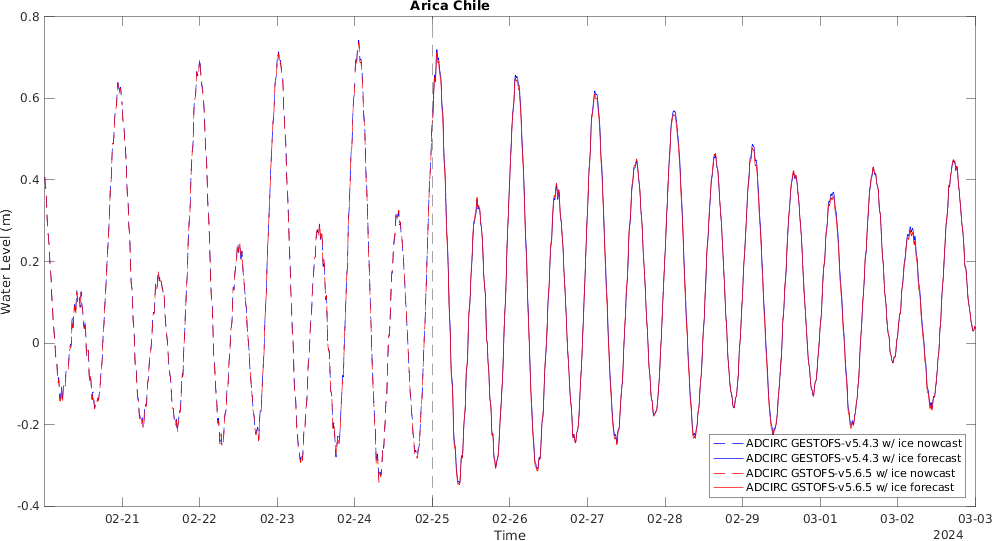 Arica Chile
0.8
0.6
0.4
0.2
0
-0.2
-0.4
Water Level (m)
ADCIRC GESTOFS-v5.4.3 w/ ice nowcast
ADCIRC GESTOFS-v5.4.3 w/ ice forecast
ADCIRC GSTOFS-v5.6.5 w/ ice nowcast
ADCIRC GSTOFS-v5.6.5 w/ ice forecast
02-21 02-22 02-23 02-24 02-25 02-26 02-27 02-28 02-29 03-01 03-02 03-03
Time
2024